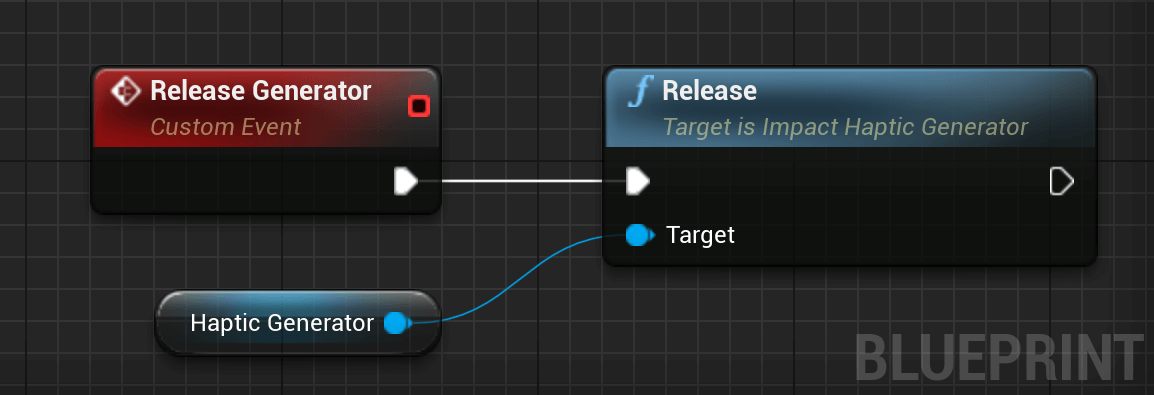 Release Generator
Custom Event
Release
Target is Impact Haptic Generator
Target
Haptic Generator
BLUEPRINT